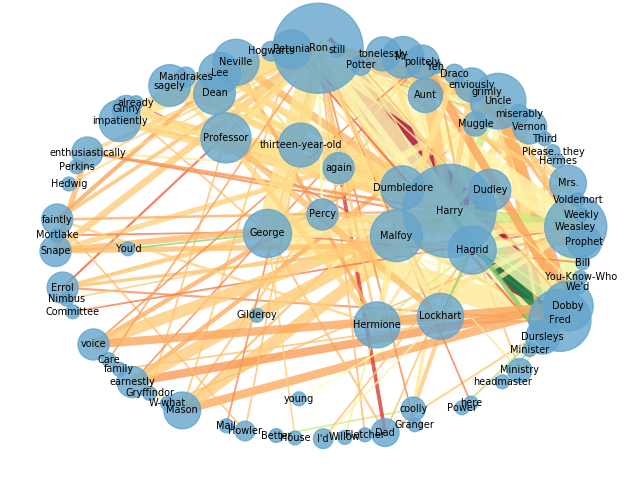 Hogwarts
Petunia
Ron
still
tonelessly
Mr.
politely
Neville
Potter
Yeh
Lee
Draco
Mandrakes
sagely
enviously
Dean
Aunt
grimly
Uncle
already
Ginny
miserably
impatiently
Muggle
Vernon
Professor
Third
thirteen-year-old
enthusiastically
Please...they
Hermes
Perkins
again
Hedwig
Mrs.
Dumbledore
Dudley
Voldemort
Harry
Percy
Weekly
faintly
Weasley
Mortlake
George
Malfoy
Prophet
Snape
You'd
Hagrid
Bill
You-Know-Who
Errol
We'd
Nimbus
Dobby
Committee
Gilderoy
Lockhart
Fred
Hermione
Dursleys
voice
Minister
Care
family
Ministry
earnestly
headmaster
Gryffindor
young
W-what
here
Mason
coolly
Power
Mail
Granger
Howler
Better
House
I'd
Willow
Fletcher
Dad